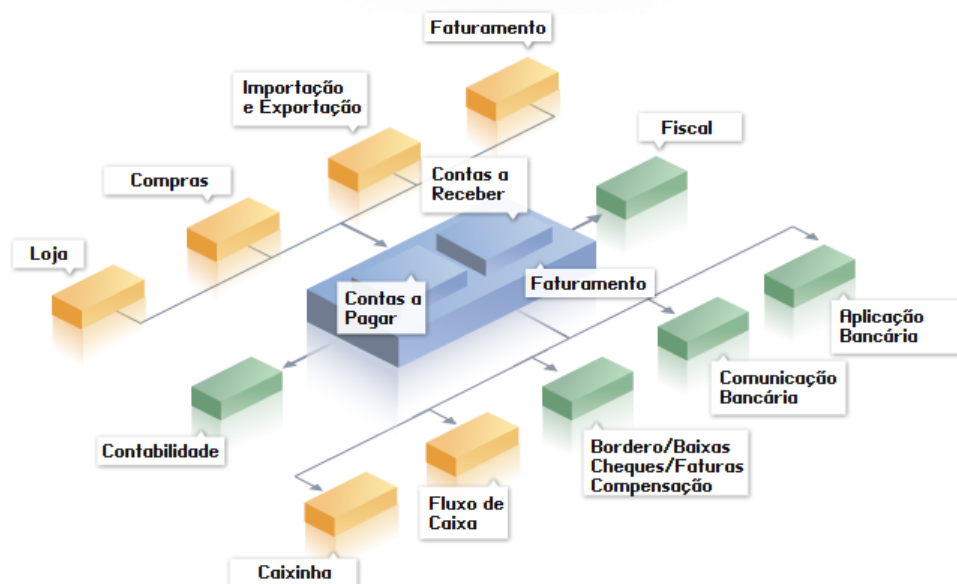 Faturamento
Importação
e Exportação
Fiscal
Contas a
Receber
Compras
Loja
Faturamento
Contas a
Pagar
Aplicação
Bancária
Comunicação
Bancária
Contabilidade
Bordero/Baixas
Cheques/Faturas
Compensação
Fluxo de
Caixa
Caixinha